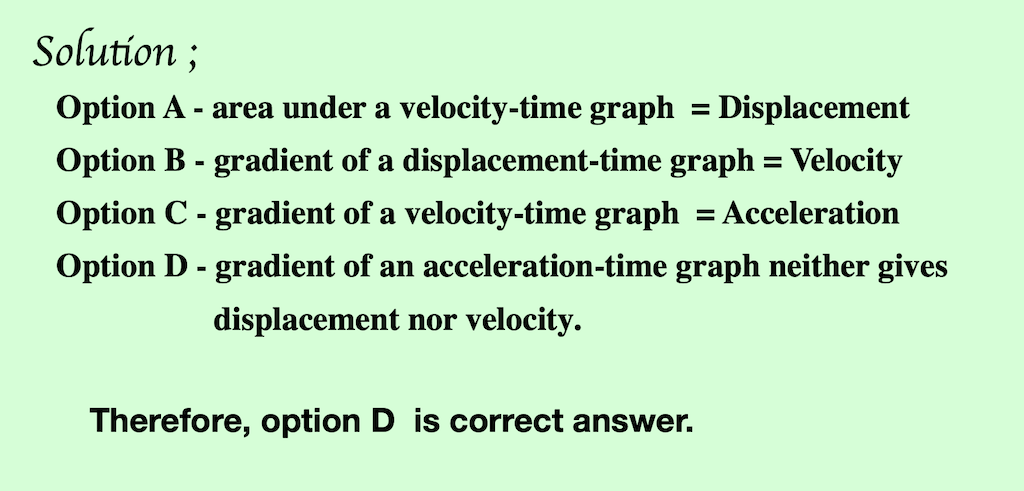 Solution ;
Option A - area under a velocity-time graph = Displacement
Option B - gradient of a displacement-time graph = Velocity
Option C - gradient of a velocity-time graph = Acceleration
Option D - gradient of an acceleration-time graph neither gives
displacement nor velocity.
Therefore, option D is correct answer.